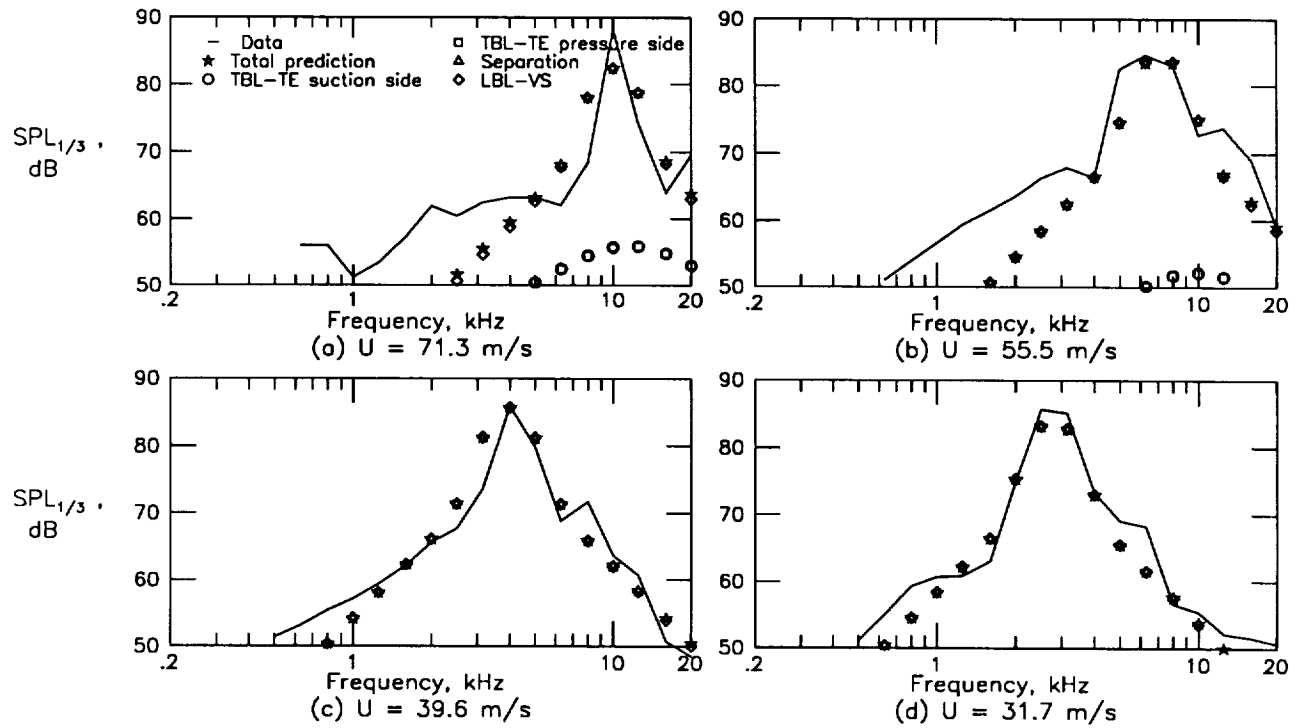 90
80
70
60
50
SPL1/3 ,
dB
— Data
★ Total prediction
○ TBL–TE suction side
□ TBL–TE pressure side
△ Separation
◇ LBL–VS
.2 1 10 20
Frequency, kHz
(a) U = 71.3 m/s
90
80
70
60
50
.2 1 10 20
Frequency, kHz
(b) U = 55.5 m/s
90
80
70
60
50
SPL1/3 ,
dB
.2 1 10 20
Frequency, kHz
(c) U = 39.6 m/s
90
80
70
60
50
.2 1 10 20
Frequency, kHz
(d) U = 31.7 m/s